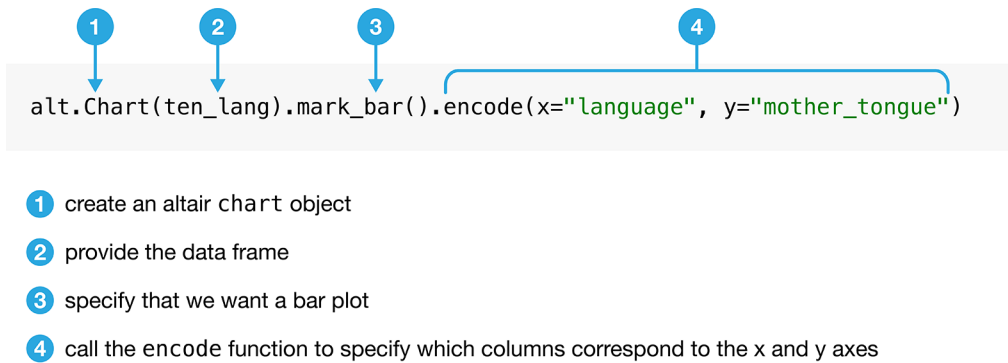 1 2 3 4
alt.Chart(ten_lang).mark_bar().encode(x="language", y="mother_tongue")
1 create an altair chart object
2 provide the data frame
3 specify that we want a bar plot
4 call the encode function to specify which columns correspond to the x and y axes